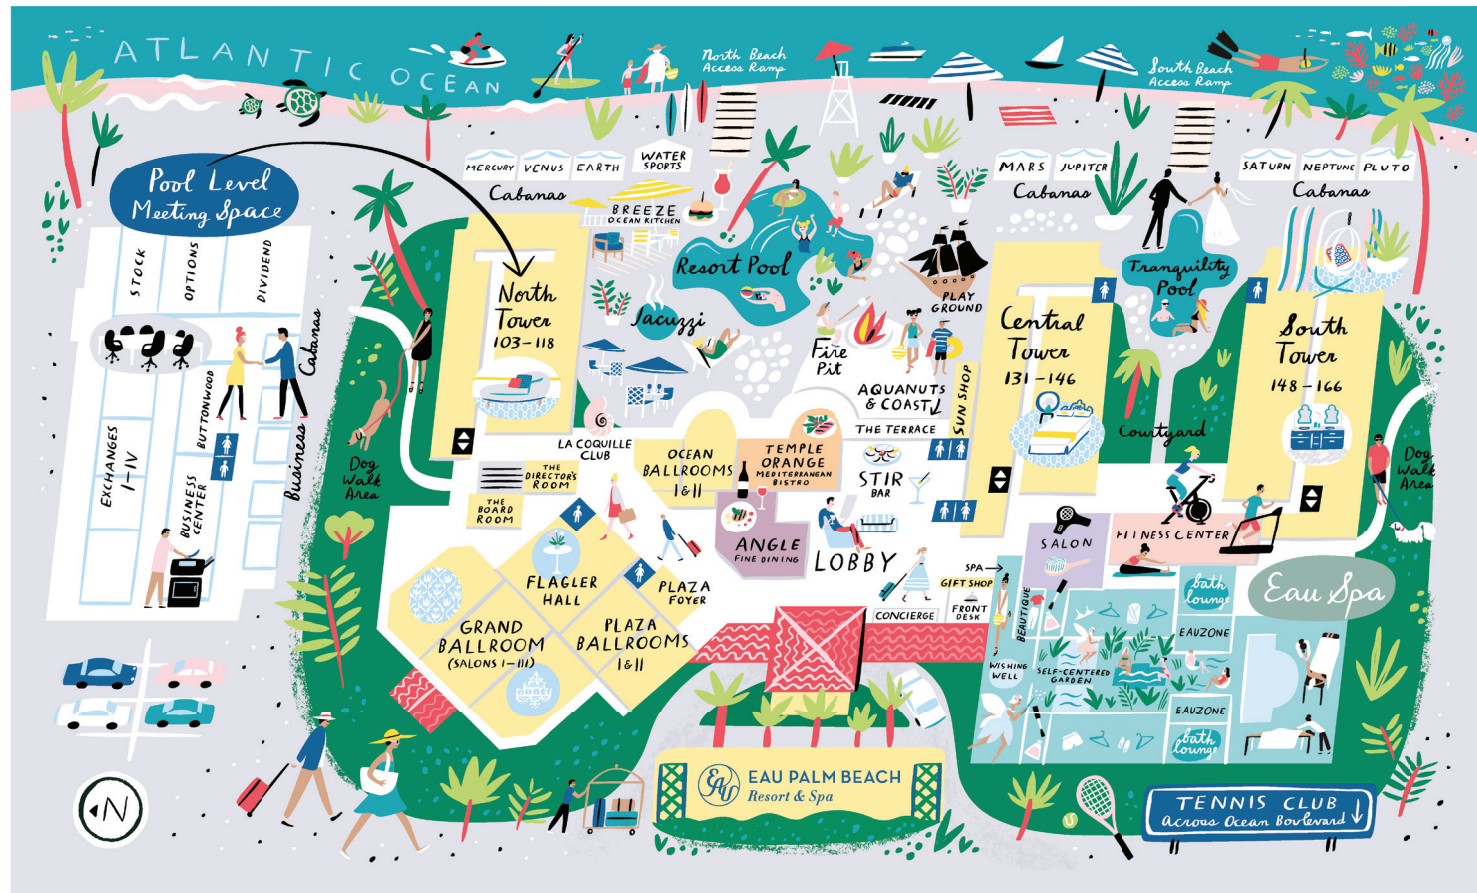 ATLANTIC OCEAN
North Beach
Access Ramp
South Beach
Access Ramp
Pool Level
Meeting Space
MERCURY
VENUS
EARTH
WATER
SPORTS
Cabanas
MARS
JUPITER
Cabanas
SATURN
NEPTUNE
PLUTO
Cabanas
BREEZE
OCEAN KITCHEN
STOCK
OPTIONS
DIVIDEND
Resort Pool
Tranquility
Pool
North
Tower
103-118
Jacuzzi
PLAY
GROUND
Central
Tower
131-146
South
Tower
148-166
Fire
Pit
AQUANUTS
& COAST
SUN SHOP
THE TERRACE
Courtyard
Business
Cabanas
BUTTONWOOD
EXCHANGES
I-IV
BUSINESS
CENTER
Dog
Walk
Area
LA COQUILLE
CLUB
OCEAN
BALLROOMS
I & II
TEMPLE
ORANGE
MEDITERRANEAN
BISTRO
STIR
BAR
Dog
Walk
Area
THE
DIRECTOR'S
ROOM
THE
BOARD
ROOM
ANGLE
FINE DINING
LOBBY
SALON
FITNESS CENTER
FLAGLER
HALL
PLAZA
FOYER
SPA
GIFT SHOP
CONCIERGE
FRONT
DESK
BEAUTIQUE
bath
lounge
Eau Spa
GRAND
BALLROOM
(SALONS I-III)
PLAZA
BALLROOMS
I & II
EAUZONE
WISHING
WELL
SELF-CENTERED
GARDEN
EAUZONE
bath
lounge
N
EAU
EAU PALM BEACH
Resort & Spa
TENNIS CLUB
Across Ocean Boulevard